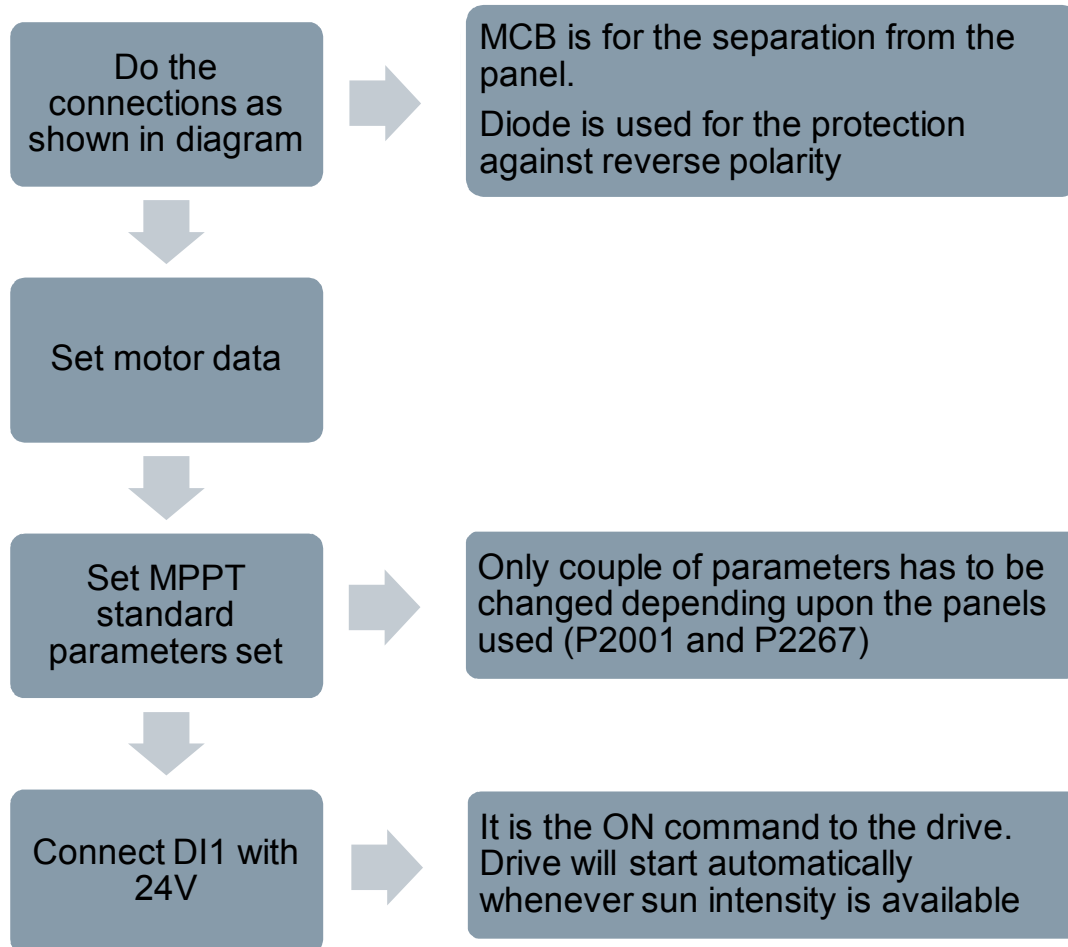 Do the
connections as
shown in diagram
MCB is for the separation from the
panel.
Diode is used for the protection
against reverse polarity
Set motor data
Set MPPT
standard
parameters set
Only couple of parameters has to be
changed depending upon the panels
used (P2001 and P2267)
Connect DI1 with
24V
It is the ON command to the drive.
Drive will start automatically
whenever sun intensity is available